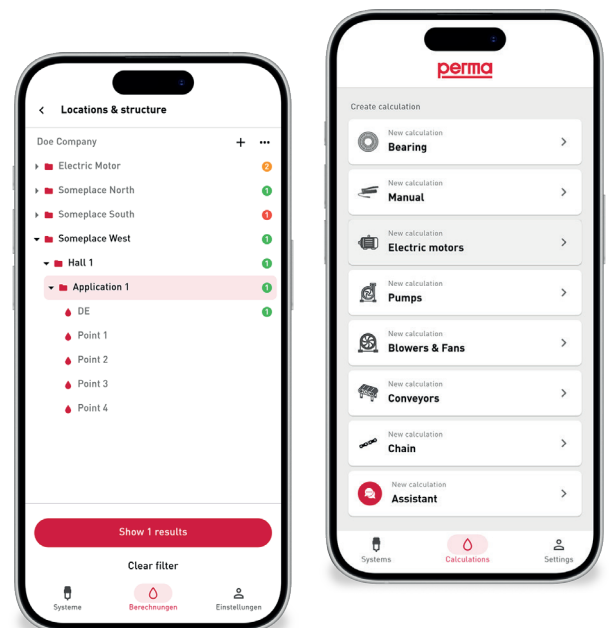 Locations & structure
Doe Company
Electric Motor 2
Someplace North 1
Someplace South 1
Someplace West 1
Hall 1 1
Application 1 1
DE 1
Point 1
Point 2
Point 3
Point 4
Show 1 results
Clear filter
Systeme Berechnungen Einstellungen
perma
Create calculation
New calculation
Bearing
New calculation
Manual
New calculation
Electric motors
New calculation
Pumps
New calculation
Blowers & Fans
New calculation
Conveyors
New calculation
Chain
New calculation
Assistant
Systems Calculations Settings